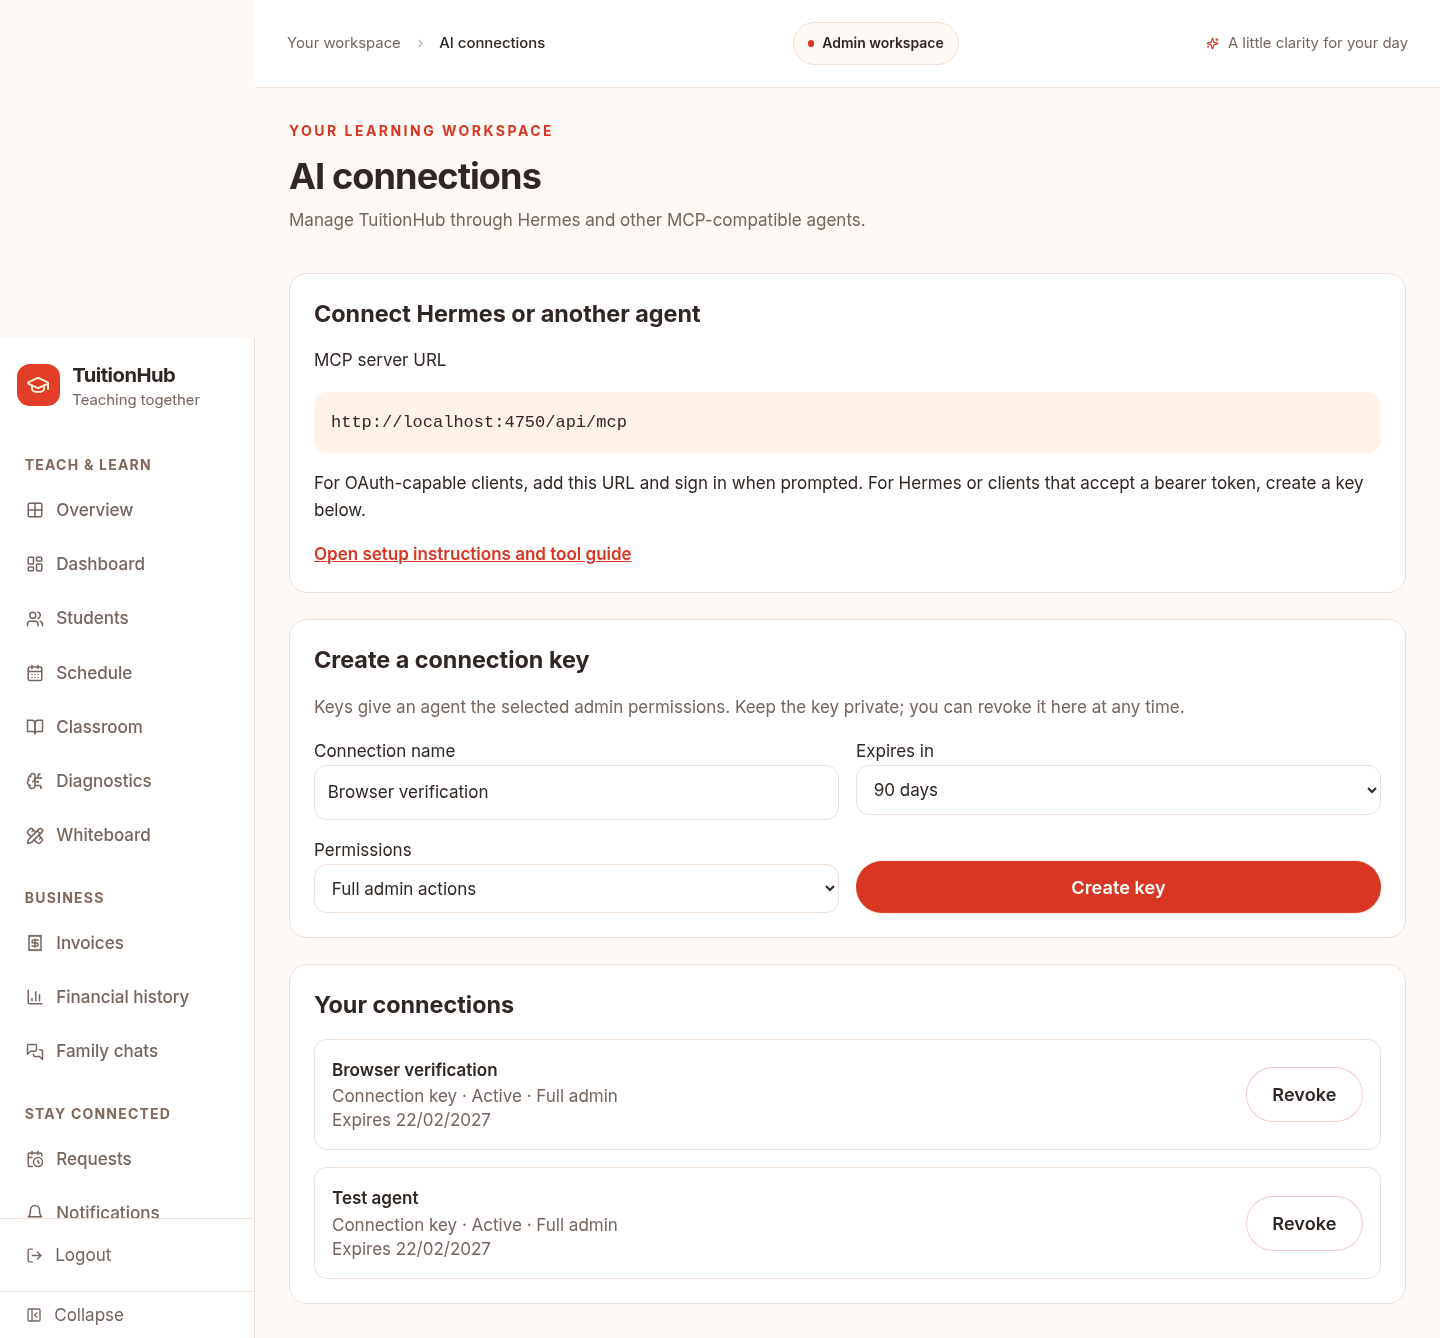 Your workspace
AI connections
Admin workspace
A little clarity for your day
YOUR LEARNING WORKSPACE
AI connections
Manage TuitionHub through Hermes and other MCP-compatible agents.
Connect Hermes or another agent
MCP server URL
http://localhost:4750/api/mcp
For OAuth-capable clients, add this URL and sign in when prompted. For Hermes or clients that accept a bearer token, create a key
below.
Open setup instructions and tool guide
Create a connection key
Keys give an agent the selected admin permissions. Keep the key private; you can revoke it here at any time.
Connection name
Expires in
Browser verification
90 days
Permissions
Full admin actions
Create key
Your connections
Browser verification
Connection key · Active · Full admin
Expires 22/02/2027
Revoke
Test agent
Connection key · Active · Full admin
Expires 22/02/2027
Revoke
TuitionHub
Teaching together
TEACH & LEARN
Overview
Dashboard
Students
Schedule
Classroom
Diagnostics
Whiteboard
BUSINESS
Invoices
Financial history
Family chats
STAY CONNECTED
Requests
Notifications
Logout
Collapse